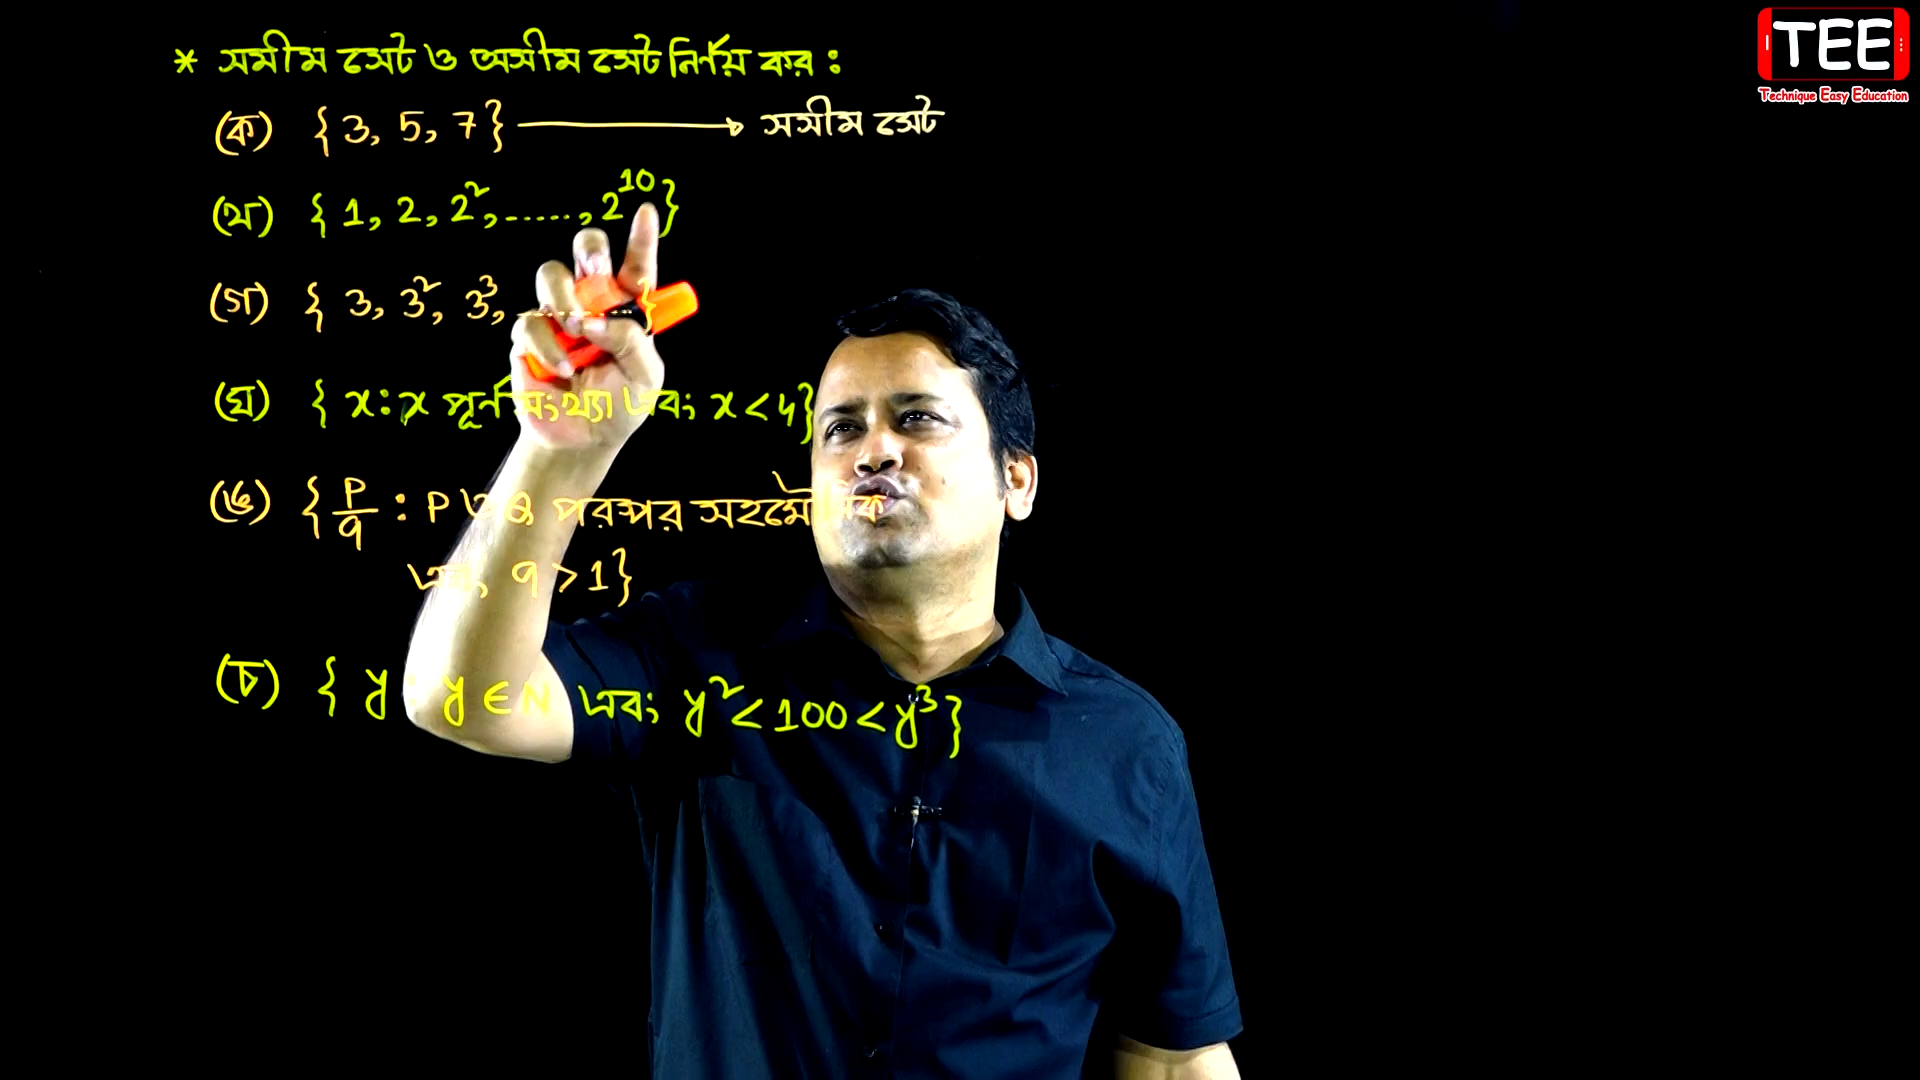 * সসীম সেট ও অসীম সেট নির্ণয় কর :
(ক) {3, 5, 7} → সসীম সেট
(খ) { 1, 2, 2², ......, 2¹⁰}
(গ) { 3, 3², 3³, ........ }
(ঘ) { x : x পূর্ণ সংখ্যা এবং x < 4}
(ঙ) { p/q : p ও q পরস্পর সহমৌলিক
এবং q > 1}
(চ) { y : y ∈ N এবং y² < 100 < y³ }
TEE
Technique Easy Education